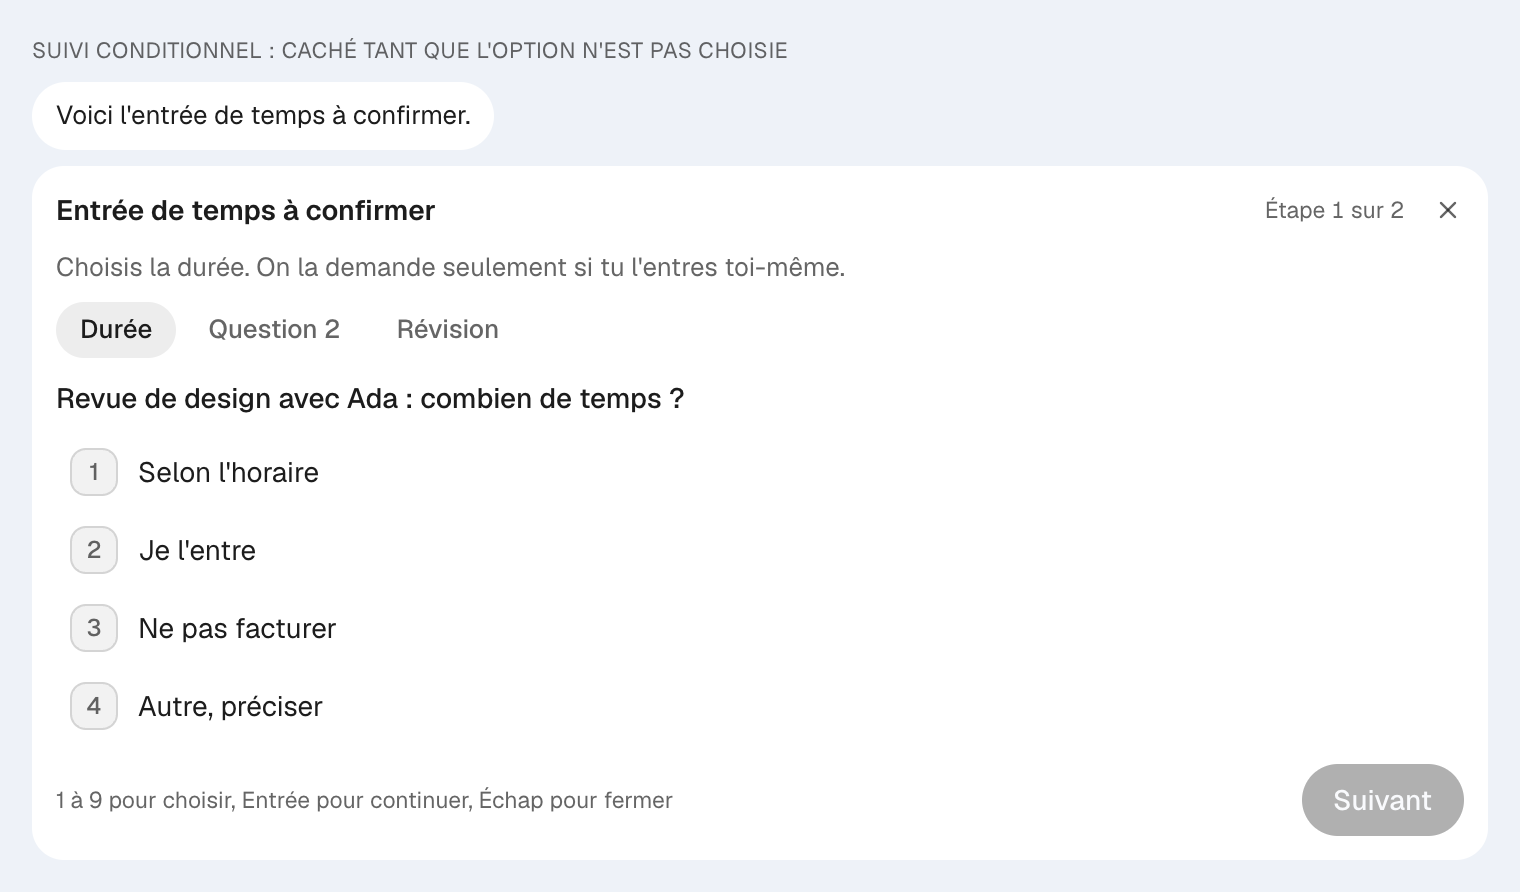 SUIVI CONDITIONNEL : CACHÉ TANT QUE L'OPTION N'EST PAS CHOISIE
Voici l'entrée de temps à confirmer.
Entrée de temps à confirmer
Étape 1 sur 2
Choisis la durée. On la demande seulement si tu l'entres toi-même.
Durée
Question 2
Révision
Revue de design avec Ada : combien de temps ?
1 Selon l'horaire
2 Je l'entre
3 Ne pas facturer
4 Autre, préciser
1 à 9 pour choisir, Entrée pour continuer, Échap pour fermer
Suivant